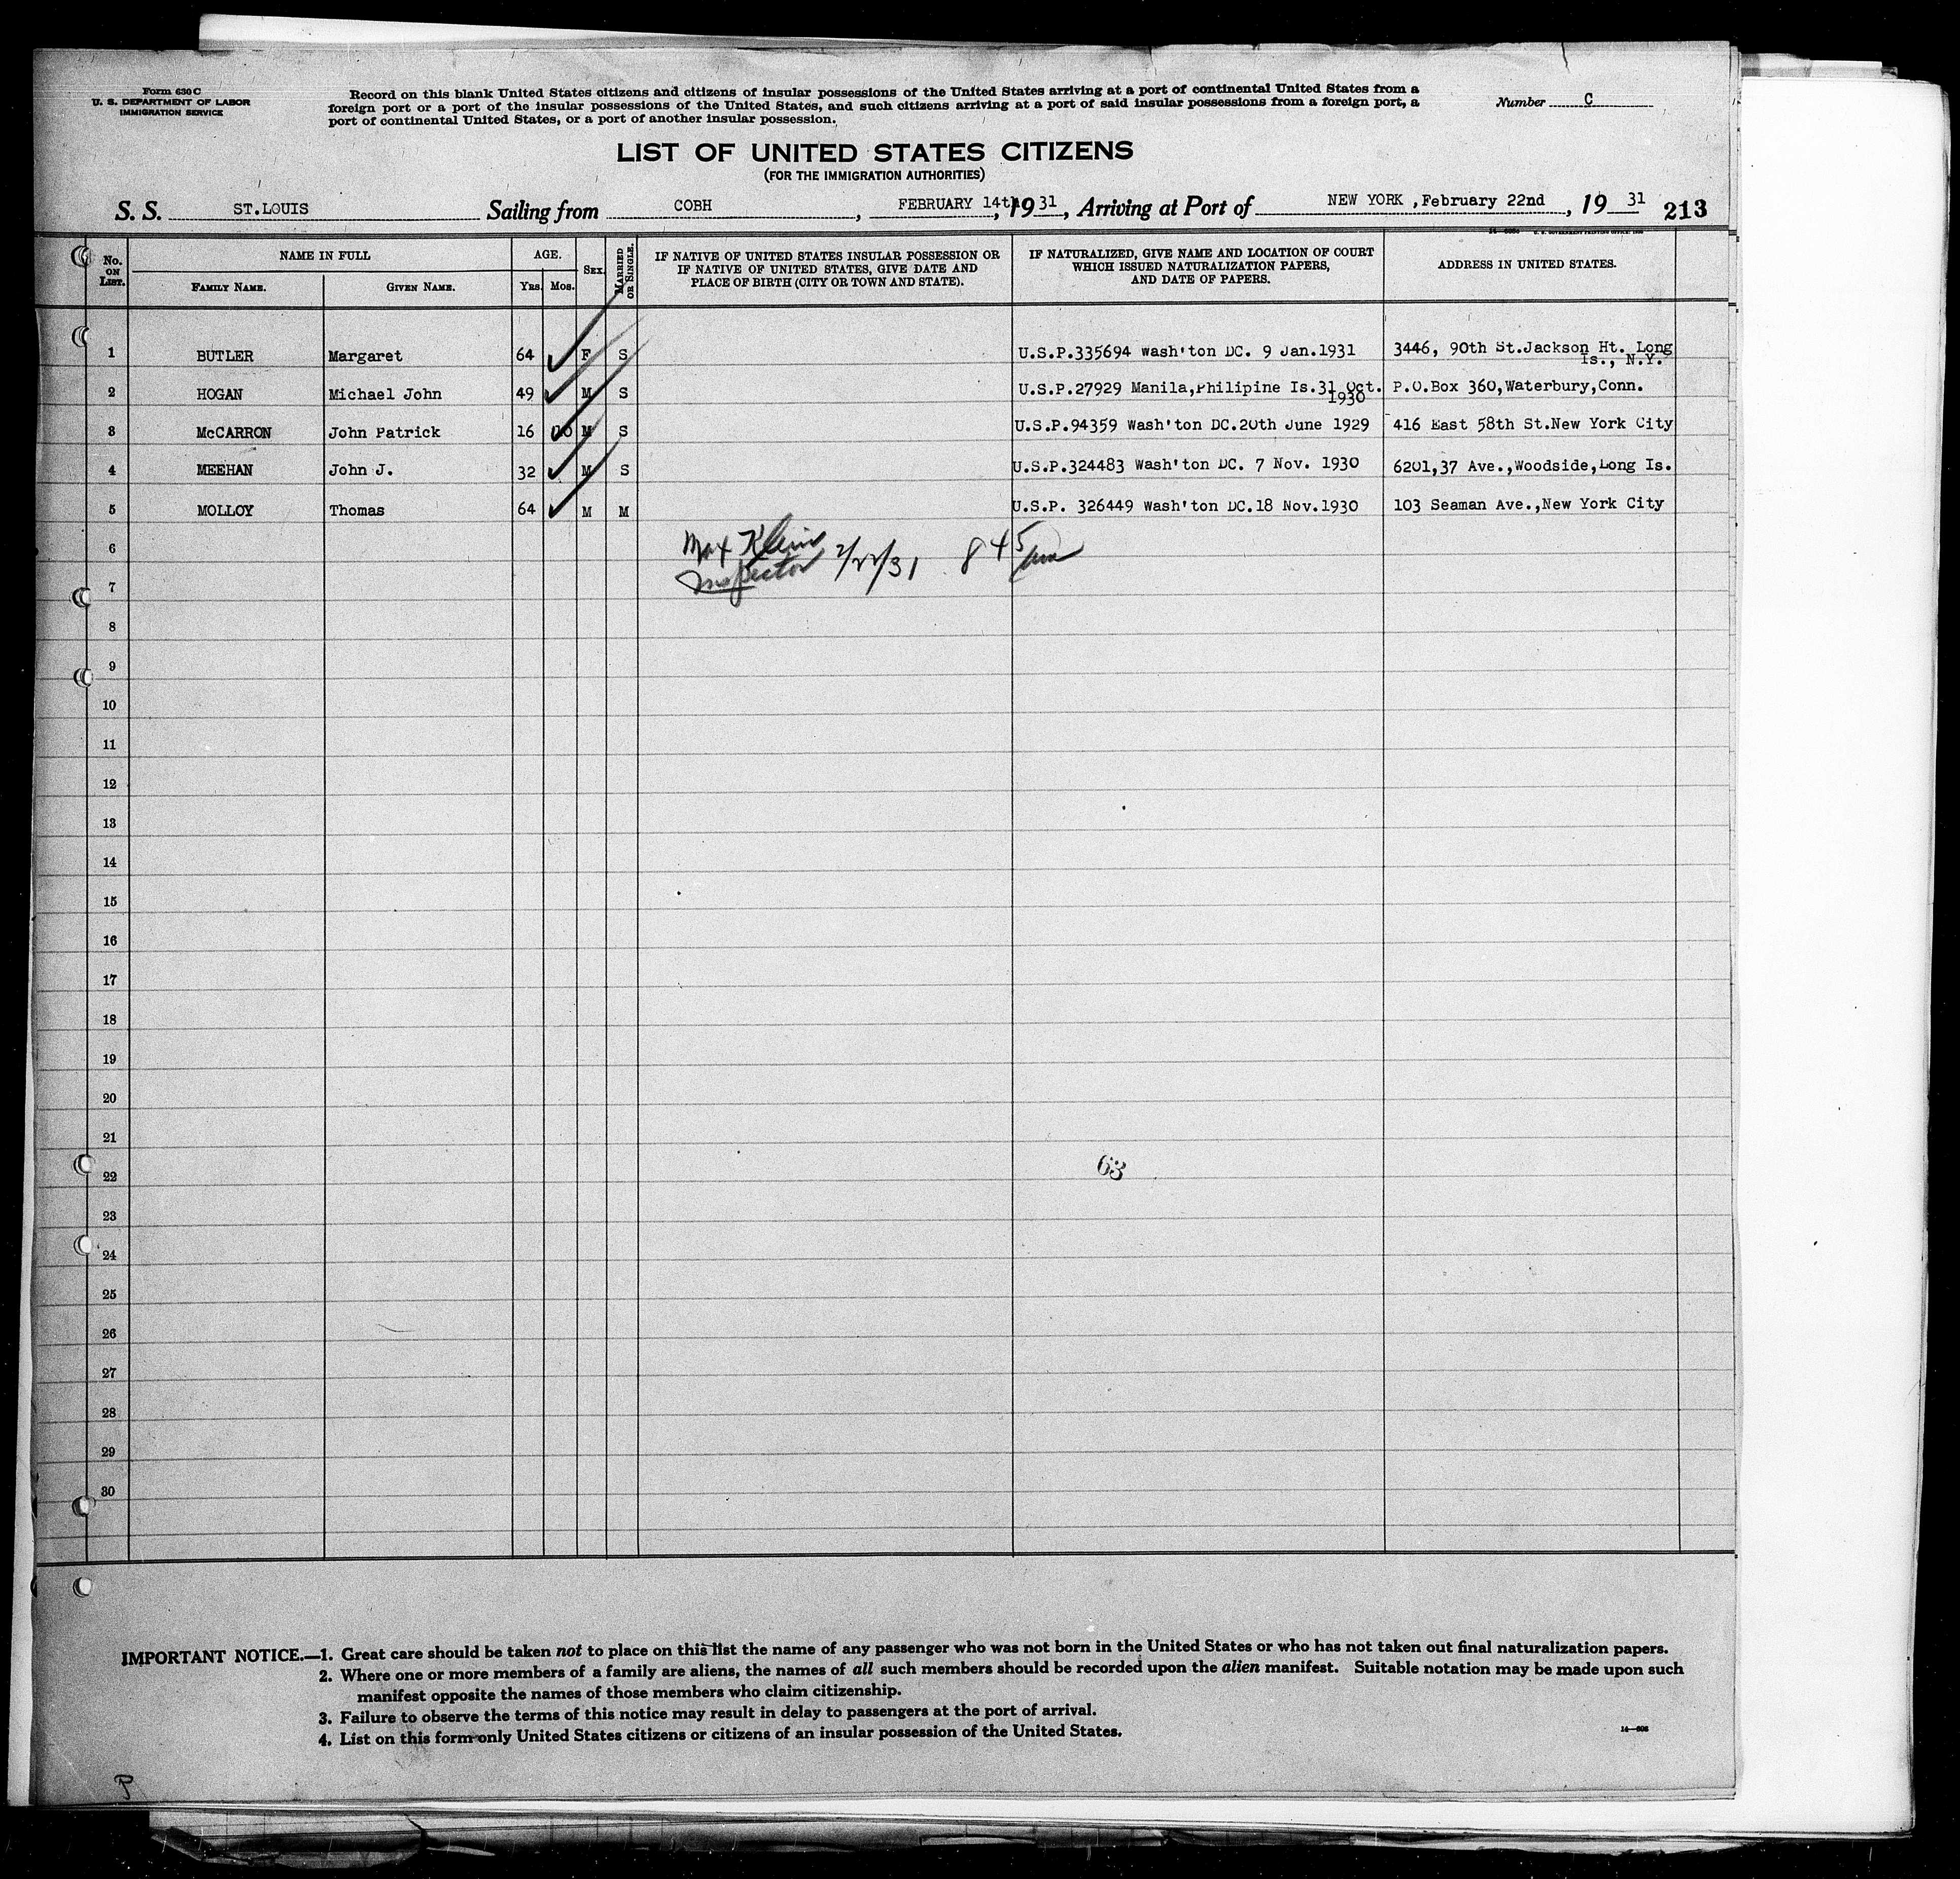 Form 630 C
U. S. DEPARTMENT OF LABOR
IMMIGRATION SERVICE
Record on this blank United States citizens and citizens of insular possessions of the United States arriving at a port of continental United States from a
foreign port or a port of the insular possessions of the United States, and such citizens arriving at a port of said insular possessions from a foreign port, a
port of continental United States, or a port of another insular possession.
Number C
LIST OF UNITED STATES CITIZENS
(FOR THE IMMIGRATION AUTHORITIES)
S. S. ST.LOUIS Sailing from COBH, FEBRUARY 14th, 1931, Arriving at Port of NEW YORK ,February 22nd, 19 31 213
No. ON LIST. NAME IN FULL AGE. SEX. MARRIED OR SINGLE. IF NATIVE OF UNITED STATES INSULAR POSSESSION OR
IF NATIVE OF UNITED STATES, GIVE DATE AND
PLACE OF BIRTH (CITY OR TOWN AND STATE).
IF NATURALIZED, GIVE NAME AND LOCATION OF COURT
WHICH ISSUED NATURALIZATION PAPERS,
AND DATE OF PAPERS.
ADDRESS IN UNITED STATES.
FAMILY NAME. GIVEN NAME. YRS. MOS.
1 BUTLER Margaret 64 F S U.S.P.335694 Wash'ton DC. 9 Jan.1931 3446, 90th St.Jackson Ht. Long
Is., N.Y.
2 HOGAN Michael John 49 M S U.S.P.27929 Manila,Philipine Is.31 Oct. P.O.Box 360,Waterbury,Conn.
1930
3 McCARRON John Patrick 16 M S U.S.P.94359 Wash'ton DC.20th June 1929 416 East 58th St.New York City
4 MEEHAN John J. 32 M S U.S.P.324483 Wash'ton DC. 7 Nov. 1930 6201,37 Ave.,Woodside,Long Is.
5 MOLLOY Thomas 64 M M U.S.P. 326449 Wash'ton DC.18 Nov.1930 103 Seaman Ave.,New York City
6 Max Klein
7 Inspector 2/22/31 8 45
8
9
10
11
12
13
14
15
16
17
18
19
20
21
22 63
23
24
25
26
27
28
29
30
IMPORTANT NOTICE.—1. Great care should be taken not to place on this list the name of any passenger who was not born in the United States or who has not taken out final naturalization papers.
2. Where one or more members of a family are aliens, the names of all such members should be recorded upon the alien manifest. Suitable notation may be made upon such
manifest opposite the names of those members who claim citizenship.
3. Failure to observe the terms of this notice may result in delay to passengers at the port of arrival.
4. List on this form only United States citizens or citizens of an insular possession of the United States.